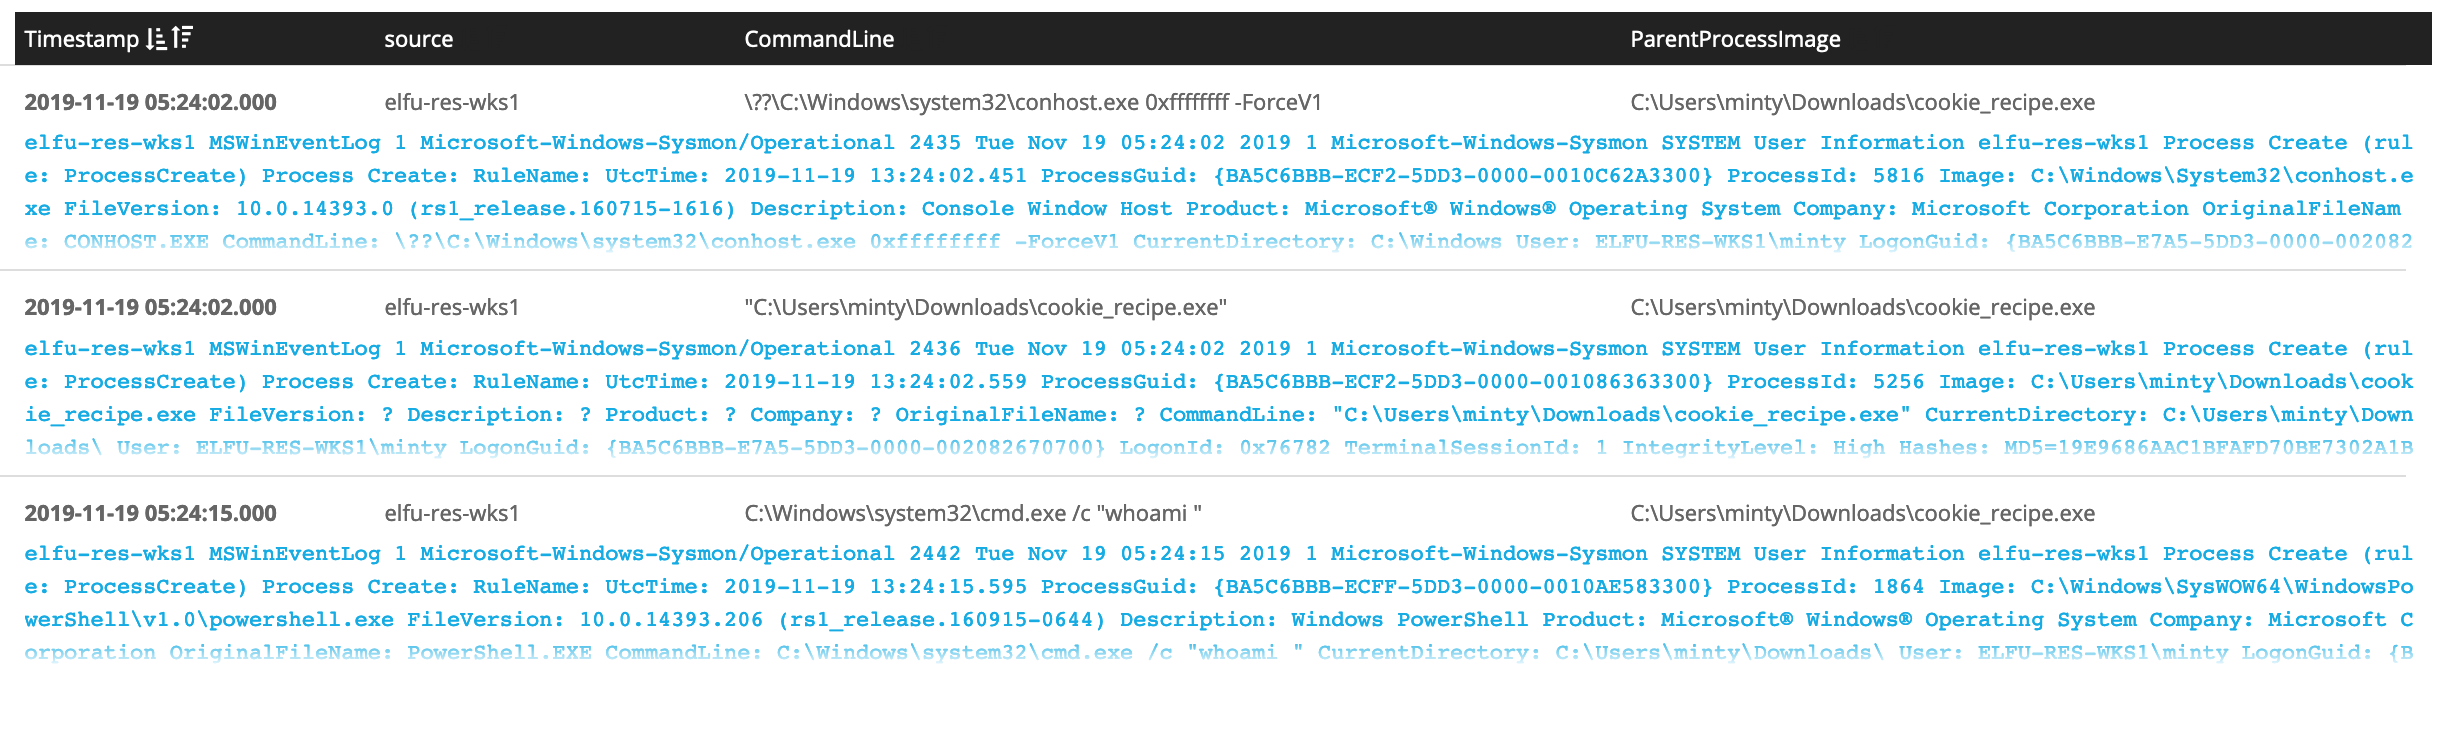 Timestamp source CommandLine ParentProcessImage
2019-11-19 05:24:02.000 elfu-res-wks1 \??\C:\Windows\system32\conhost.exe 0xffffffff -ForceV1 C:\Users\minty\Downloads\cookie_recipe.exe
elfu-res-wks1 MSWinEventLog 1 Microsoft-Windows-Sysmon/Operational 2435 Tue Nov 19 05:24:02 2019 1 Microsoft-Windows-Sysmon SYSTEM User Information elfu-res-wks1 Process Create (rul
e: ProcessCreate) Process Create: RuleName: UtcTime: 2019-11-19 13:24:02.451 ProcessGuid: {BA5C6BBB-ECF2-5DD3-0000-0010C62A3300} ProcessId: 5816 Image: C:\Windows\System32\conhost.e
xe FileVersion: 10.0.14393.0 (rs1_release.160715-1616) Description: Console Window Host Product: Microsoft® Windows® Operating System Company: Microsoft Corporation OriginalFileNam
e: CONHOST.EXE CommandLine: \??\C:\Windows\system32\conhost.exe 0xffffffff -ForceV1 CurrentDirectory: C:\Windows User: ELFU-RES-WKS1\minty LogonGuid: {BA5C6BBB-E7A5-5DD3-0000-002082
2019-11-19 05:24:02.000 elfu-res-wks1 "C:\Users\minty\Downloads\cookie_recipe.exe" C:\Users\minty\Downloads\cookie_recipe.exe
elfu-res-wks1 MSWinEventLog 1 Microsoft-Windows-Sysmon/Operational 2436 Tue Nov 19 05:24:02 2019 1 Microsoft-Windows-Sysmon SYSTEM User Information elfu-res-wks1 Process Create (rul
e: ProcessCreate) Process Create: RuleName: UtcTime: 2019-11-19 13:24:02.559 ProcessGuid: {BA5C6BBB-ECF2-5DD3-0000-001086363300} ProcessId: 5256 Image: C:\Users\minty\Downloads\cook
ie_recipe.exe FileVersion: ? Description: ? Product: ? Company: ? OriginalFileName: ? CommandLine: "C:\Users\minty\Downloads\cookie_recipe.exe" CurrentDirectory: C:\Users\minty\Down
loads\ User: ELFU-RES-WKS1\minty LogonGuid: {BA5C6BBB-E7A5-5DD3-0000-002082670700} LogonId: 0x76782 TerminalSessionId: 1 IntegrityLevel: High Hashes: MD5=19E9686AAC1BFAFD70BE7302A1B
2019-11-19 05:24:15.000 elfu-res-wks1 C:\Windows\system32\cmd.exe /c "whoami " C:\Users\minty\Downloads\cookie_recipe.exe
elfu-res-wks1 MSWinEventLog 1 Microsoft-Windows-Sysmon/Operational 2442 Tue Nov 19 05:24:15 2019 1 Microsoft-Windows-Sysmon SYSTEM User Information elfu-res-wks1 Process Create (rul
e: ProcessCreate) Process Create: RuleName: UtcTime: 2019-11-19 13:24:15.595 ProcessGuid: {BA5C6BBB-ECFF-5DD3-0000-0010AE583300} ProcessId: 1864 Image: C:\Windows\SysWOW64\WindowsPo
werShell\v1.0\powershell.exe FileVersion: 10.0.14393.206 (rs1_release.160915-0644) Description: Windows PowerShell Product: Microsoft® Windows® Operating System Company: Microsoft C
orporation OriginalFileName: PowerShell.EXE CommandLine: C:\Windows\system32\cmd.exe /c "whoami " CurrentDirectory: C:\Users\minty\Downloads\ User: ELFU-RES-WKS1\minty LogonGuid: {B